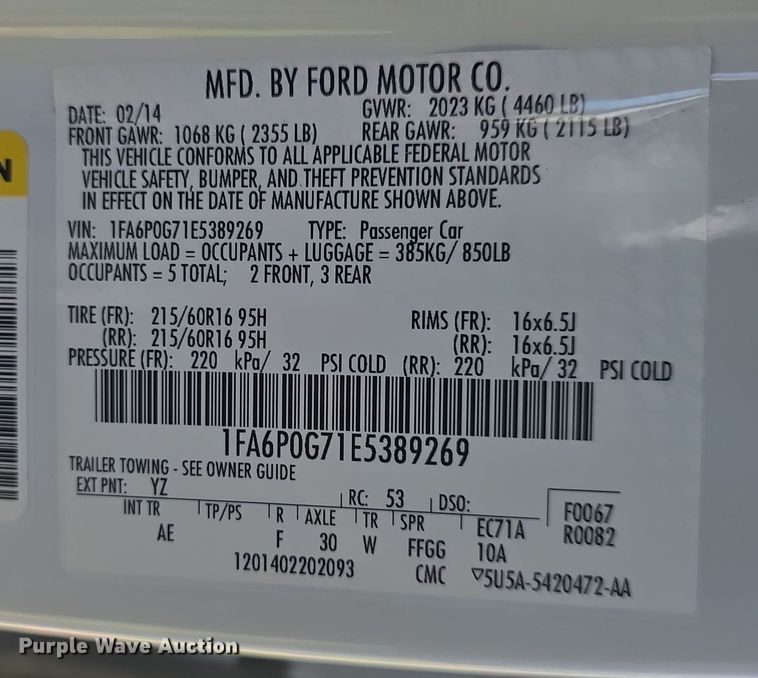 MFD. BY FORD MOTOR CO.
DATE: 02/14 GVWR: 2023 KG ( 4460 LB)
FRONT GAWR: 1068 KG ( 2355 LB) REAR GAWR: 959 KG ( 2115 LB)
THIS VEHICLE CONFORMS TO ALL APPLICABLE FEDERAL MOTOR
VEHICLE SAFETY, BUMPER, AND THEFT PREVENTION STANDARDS
IN EFFECT ON THE DATE OF MANUFACTURE SHOWN ABOVE.
VIN: 1FA6P0G71E5389269 TYPE: Passenger Car
MAXIMUM LOAD = OCCUPANTS + LUGGAGE = 385KG/ 850LB
OCCUPANTS = 5 TOTAL; 2 FRONT, 3 REAR
TIRE (FR): 215/60R16 95H RIMS (FR): 16x6.5J
(RR): 215/60R16 95H (RR): 16x6.5J
PRESSURE (FR): 220 kPa/ 32 PSI COLD (RR): 220 kPa/ 32 PSI COLD
1FA6P0G71E5389269
TRAILER TOWING - SEE OWNER GUIDE
EXT PNT: YZ RC: 53 DSO: F0067
INT TR TP/PS R AXLE TR SPR EC71A R0082
AE F 30 W FFGG 10A
1201402202093 CMC ▽5U5A-5420472-AA
N
Purple Wave Auction